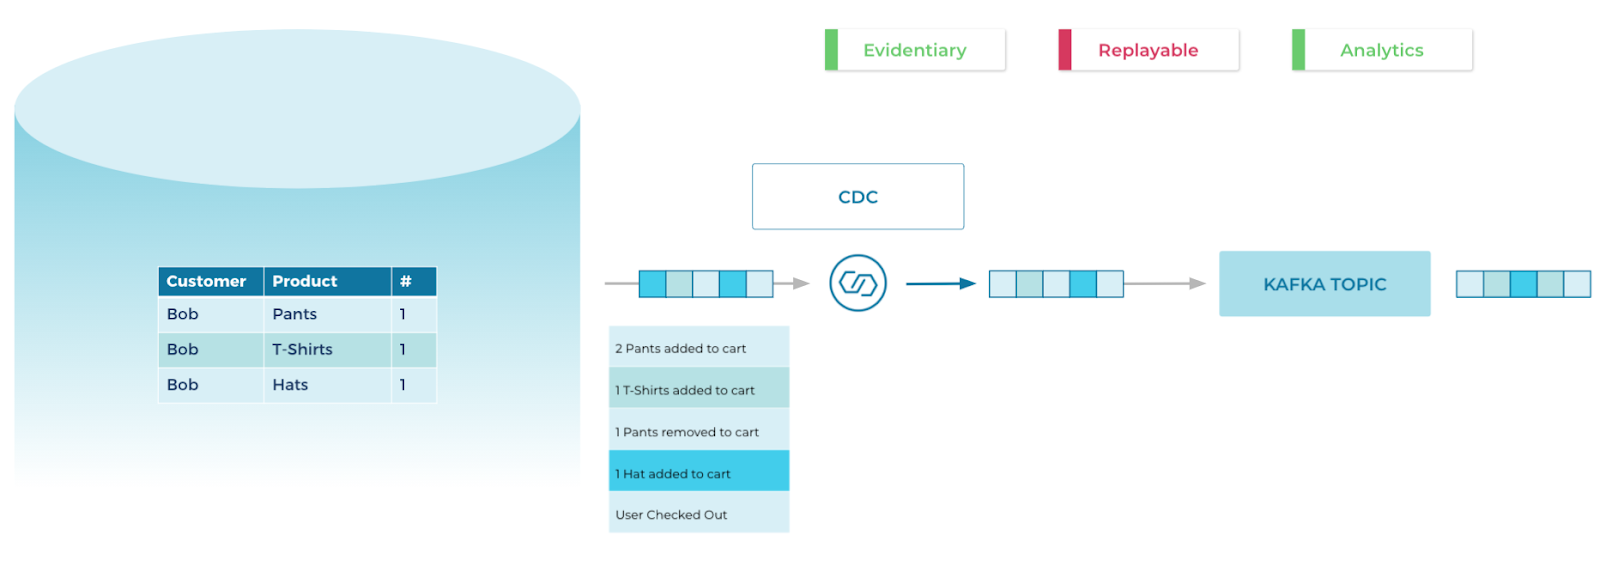 Evidentiary
Replayable
Analytics
CDC
Customer Product #
Bob Pants 1
Bob T-Shirts 1
Bob Hats 1
KAFKA TOPIC
2 Pants added to cart
1 T-Shirts added to cart
1 Pants removed to cart
1 Hat added to cart
User Checked Out